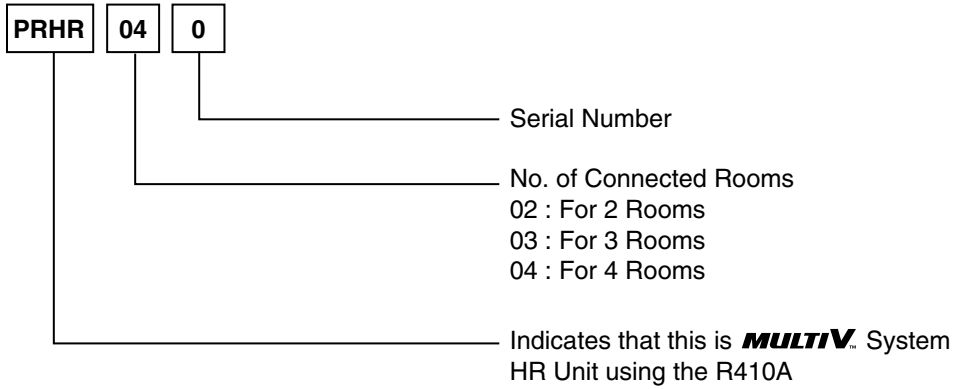 PRHR 04 0
Serial Number
No. of Connected Rooms
02 : For 2 Rooms
03 : For 3 Rooms
04 : For 4 Rooms
Indicates that this is MULTI V™ System
HR Unit using the R410A